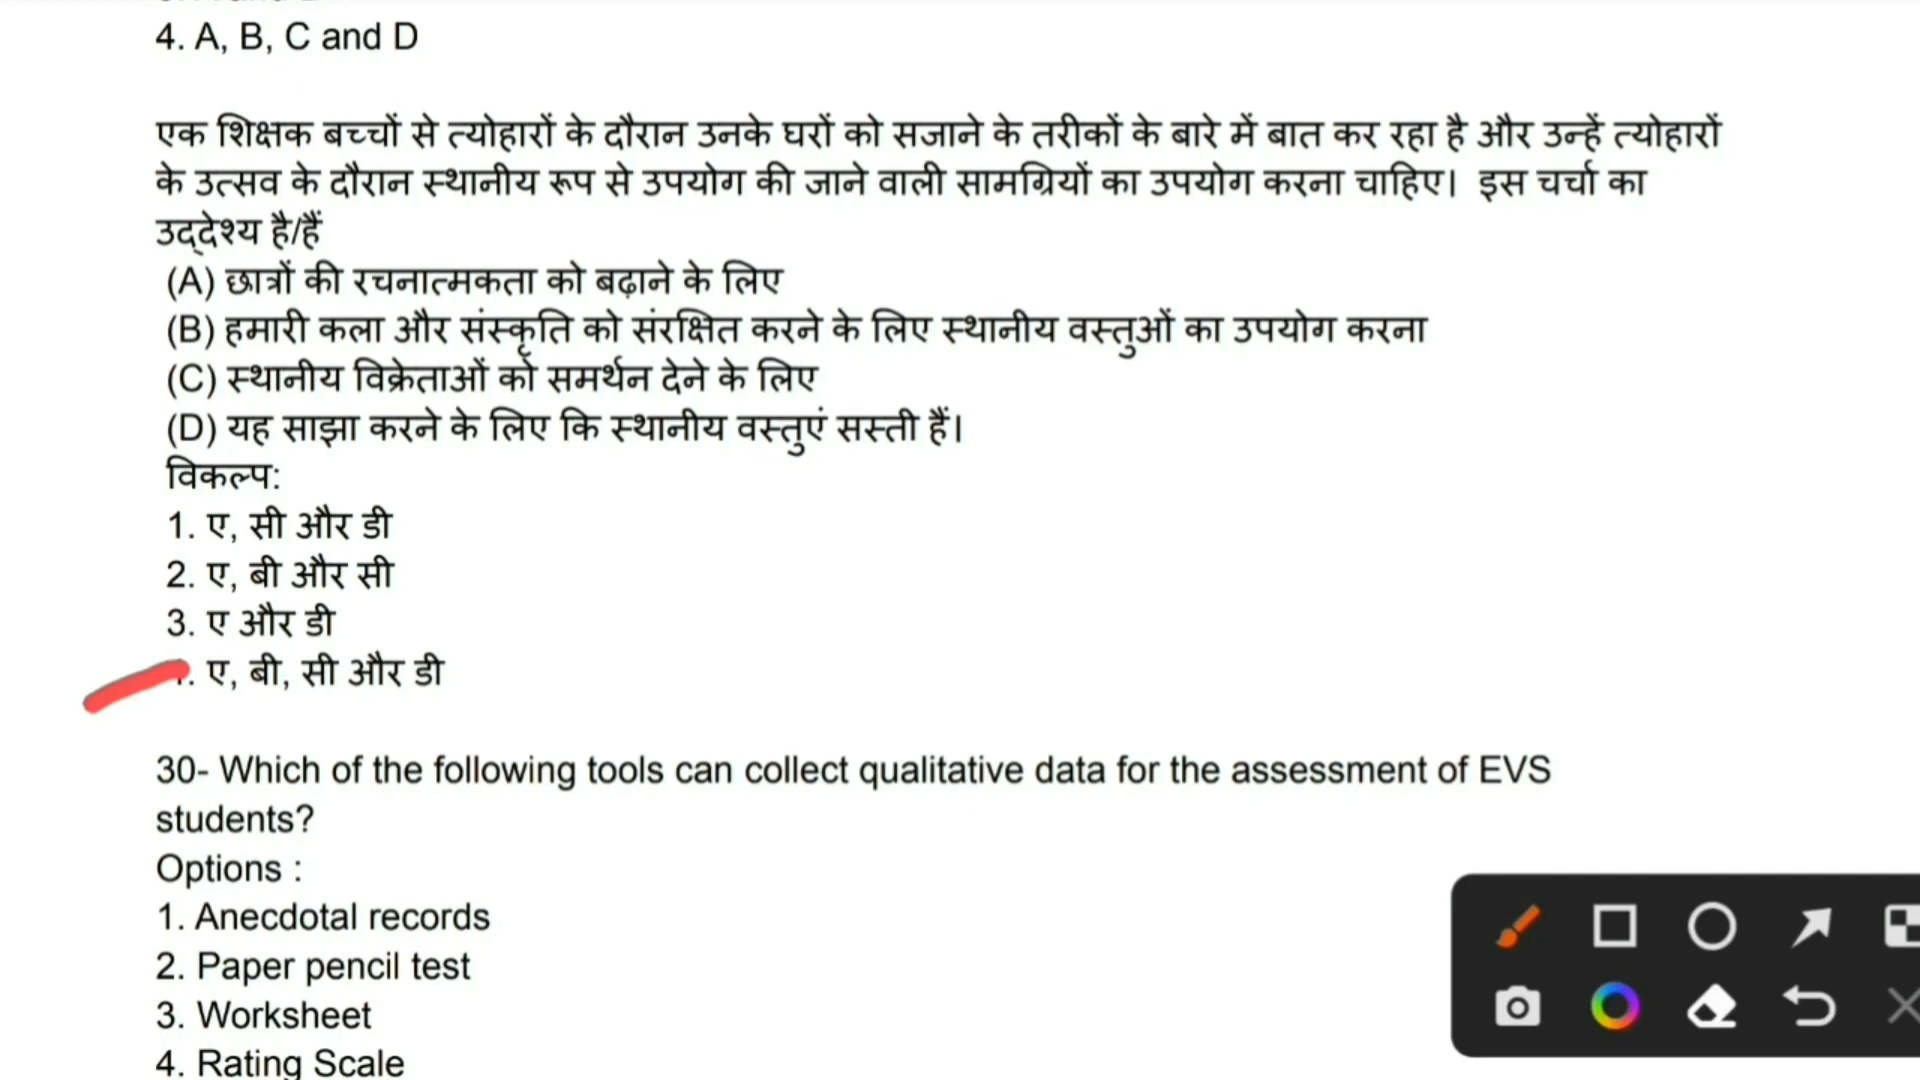 4. A, B, C and D
एक शिक्षक बच्चों से त्योहारों के दौरान उनके घरों को सजाने के तरीकों के बारे में बात कर रहा है और उन्हें त्योहारों
के उत्सव के दौरान स्थानीय रूप से उपयोग की जाने वाली सामग्रियों का उपयोग करना चाहिए। इस चर्चा का
उद्देश्य है/हैं
(A) छात्रों की रचनात्मकता को बढ़ाने के लिए
(B) हमारी कला और संस्कृति को संरक्षित करने के लिए स्थानीय वस्तुओं का उपयोग करना
(C) स्थानीय विक्रेताओं को समर्थन देने के लिए
(D) यह साझा करने के लिए कि स्थानीय वस्तुएं सस्ती हैं।
विकल्प:
1. ए, सी और डी
2. ए, बी और सी
3. ए और डी
ए, बी, सी और डी
30- Which of the following tools can collect qualitative data for the assessment of EVS
students?
Options :
1. Anecdotal records
2. Paper pencil test
3. Worksheet
4. Rating Scale